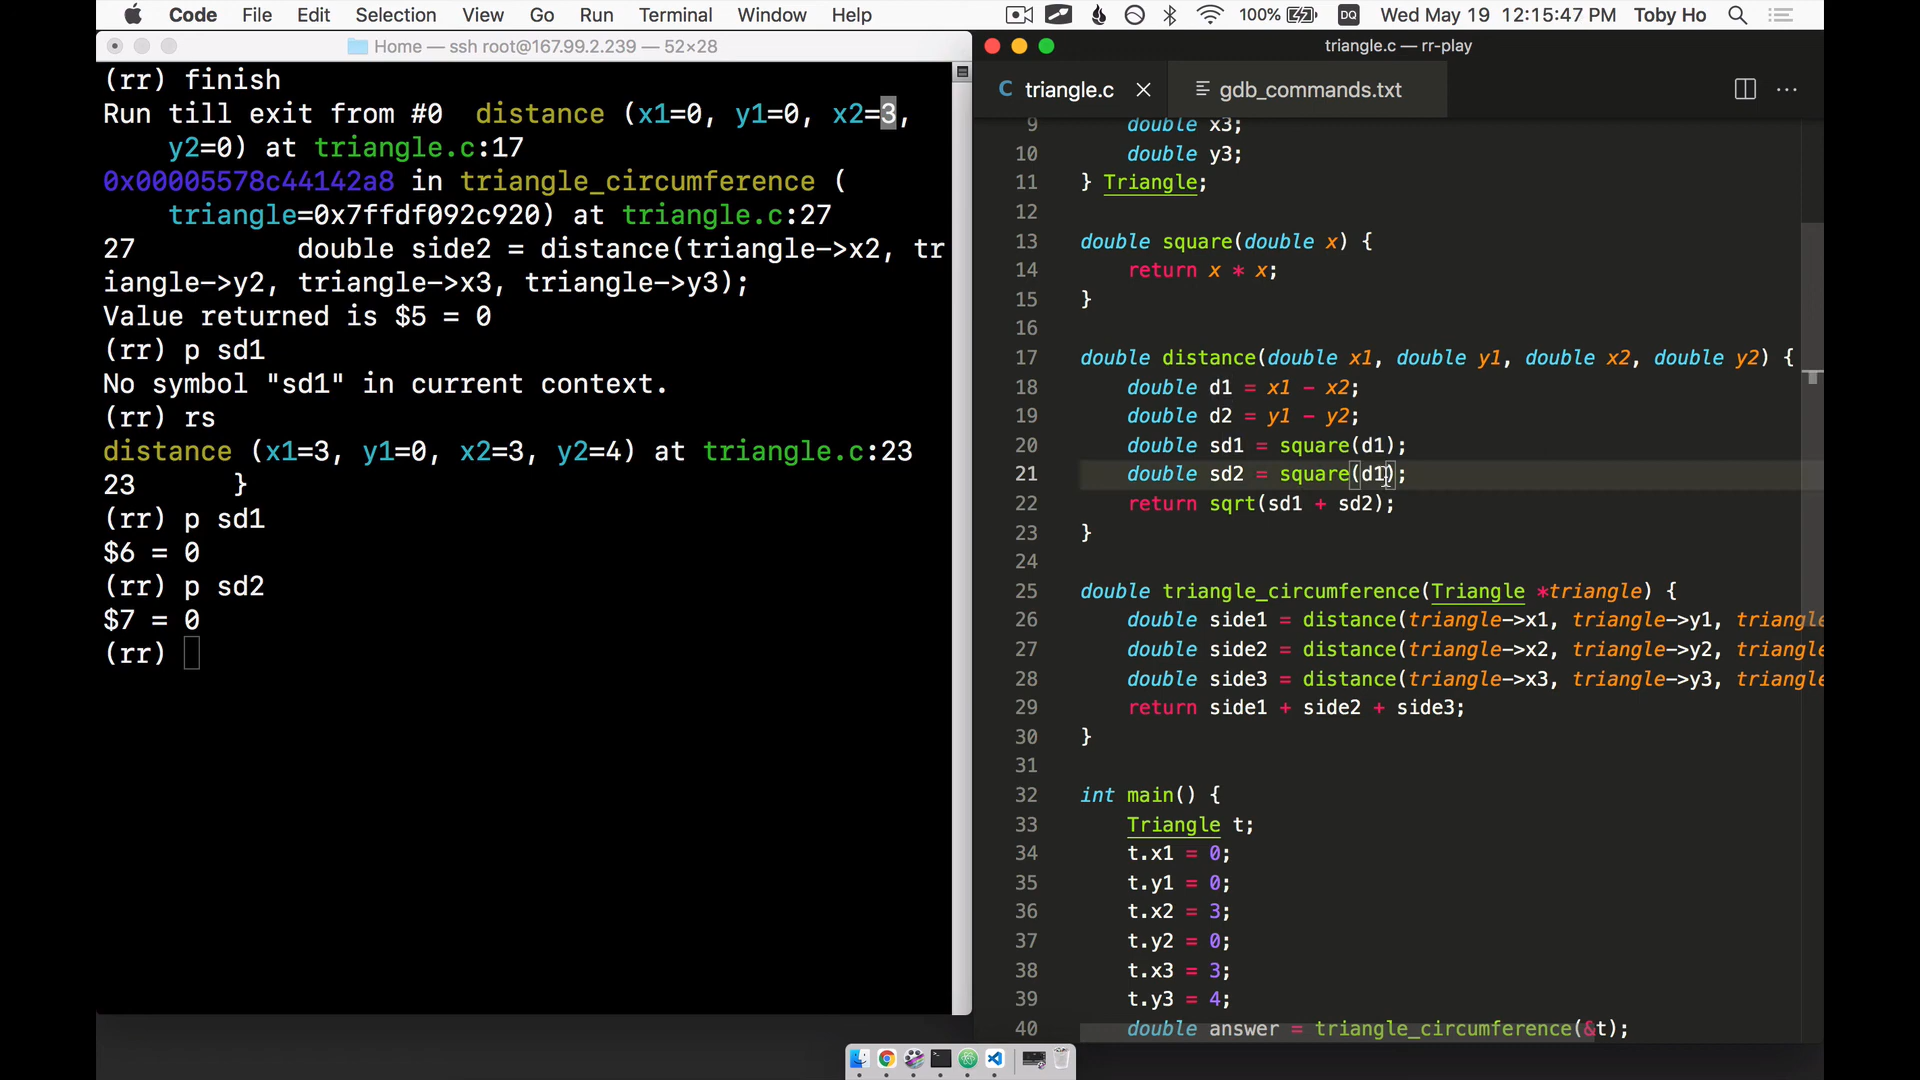 Code File Edit Selection View Go Run Terminal Window Help 100% DQ Wed May 19 12:15:47 PM Toby Ho
Home — ssh root@167.99.2.239 — 52×28
(rr) finish
Run till exit from #0  distance (x1=0, y1=0, x2=3,
    y2=0) at triangle.c:17
0x00005578c44142a8 in triangle_circumference (
    triangle=0x7ffdf092c920) at triangle.c:27
27          double side2 = distance(triangle->x2, tr
iangle->y2, triangle->x3, triangle->y3);
Value returned is $5 = 0
(rr) p sd1
No symbol "sd1" in current context.
(rr) rs
distance (x1=3, y1=0, x2=3, y2=4) at triangle.c:23
23      }
(rr) p sd1
$6 = 0
(rr) p sd2
$7 = 0
(rr)
triangle.c — rr-play
C triangle.c gdb_commands.txt
9     double x3;
10     double y3;
11 } Triangle;
12
13 double square(double x) {
14     return x * x;
15 }
16
17 double distance(double x1, double y1, double x2, double y2) {
18     double d1 = x1 - x2;
19     double d2 = y1 - y2;
20     double sd1 = square(d1);
21     double sd2 = square(d1);
22     return sqrt(sd1 + sd2);
23 }
24
25 double triangle_circumference(Triangle *triangle) {
26     double side1 = distance(triangle->x1, triangle->y1, triangle
27     double side2 = distance(triangle->x2, triangle->y2, triangle
28     double side3 = distance(triangle->x3, triangle->y3, triangle
29     return side1 + side2 + side3;
30 }
31
32 int main() {
33     Triangle t;
34     t.x1 = 0;
35     t.y1 = 0;
36     t.x2 = 3;
37     t.y2 = 0;
38     t.x3 = 3;
39     t.y3 = 4;
40     double answer = triangle_circumference(&t);